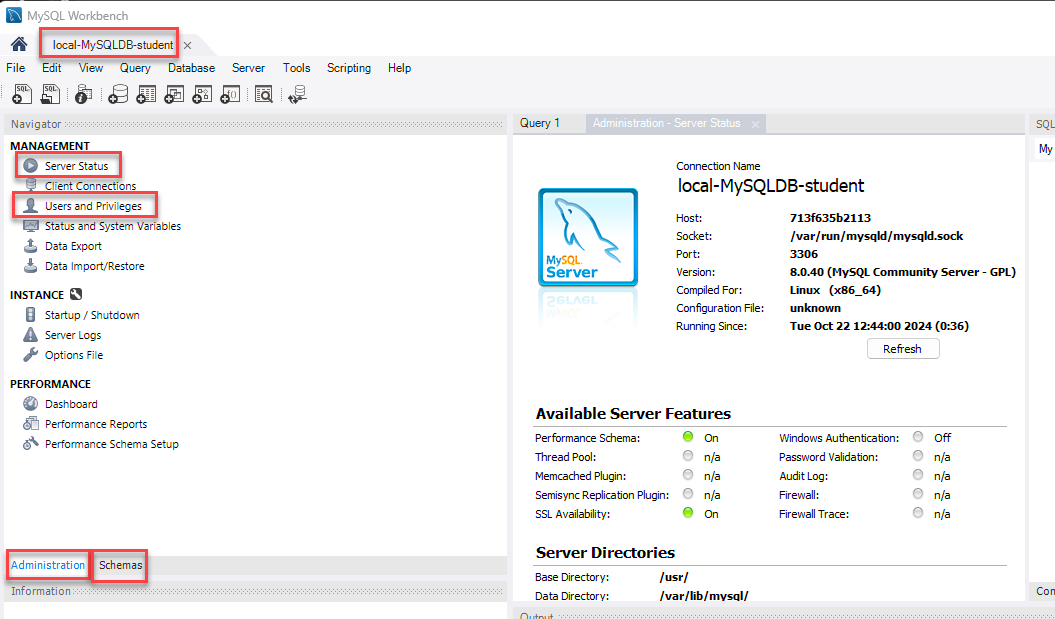 MySQL Workbench
local-MySQLDB-student
File Edit View Query Database Server Tools Scripting Help
Navigator
MANAGEMENT
Server Status
Client Connections
Users and Privileges
Status and System Variables
Data Export
Data Import/Restore
INSTANCE
Startup / Shutdown
Server Logs
Options File
PERFORMANCE
Dashboard
Performance Reports
Performance Schema Setup
Administration Schemas
Information
Query 1 Administration - Server Status
Connection Name
local-MySQLDB-student
MySQL
Server
Host: 713f635b2113
Socket: /var/run/mysqld/mysqld.sock
Port: 3306
Version: 8.0.40 (MySQL Community Server - GPL)
Compiled For: Linux (x86_64)
Configuration File: unknown
Running Since: Tue Oct 22 12:44:00 2024 (0:36)
Refresh
Available Server Features
Performance Schema: On Windows Authentication: Off
Thread Pool: n/a Password Validation: n/a
Memcached Plugin: n/a Audit Log: n/a
Semisync Replication Plugin: n/a Firewall: n/a
SSL Availability: On Firewall Trace: n/a
Server Directories
Base Directory: /usr/
Data Directory: /var/lib/mysql/
Output
SQL
My
Con